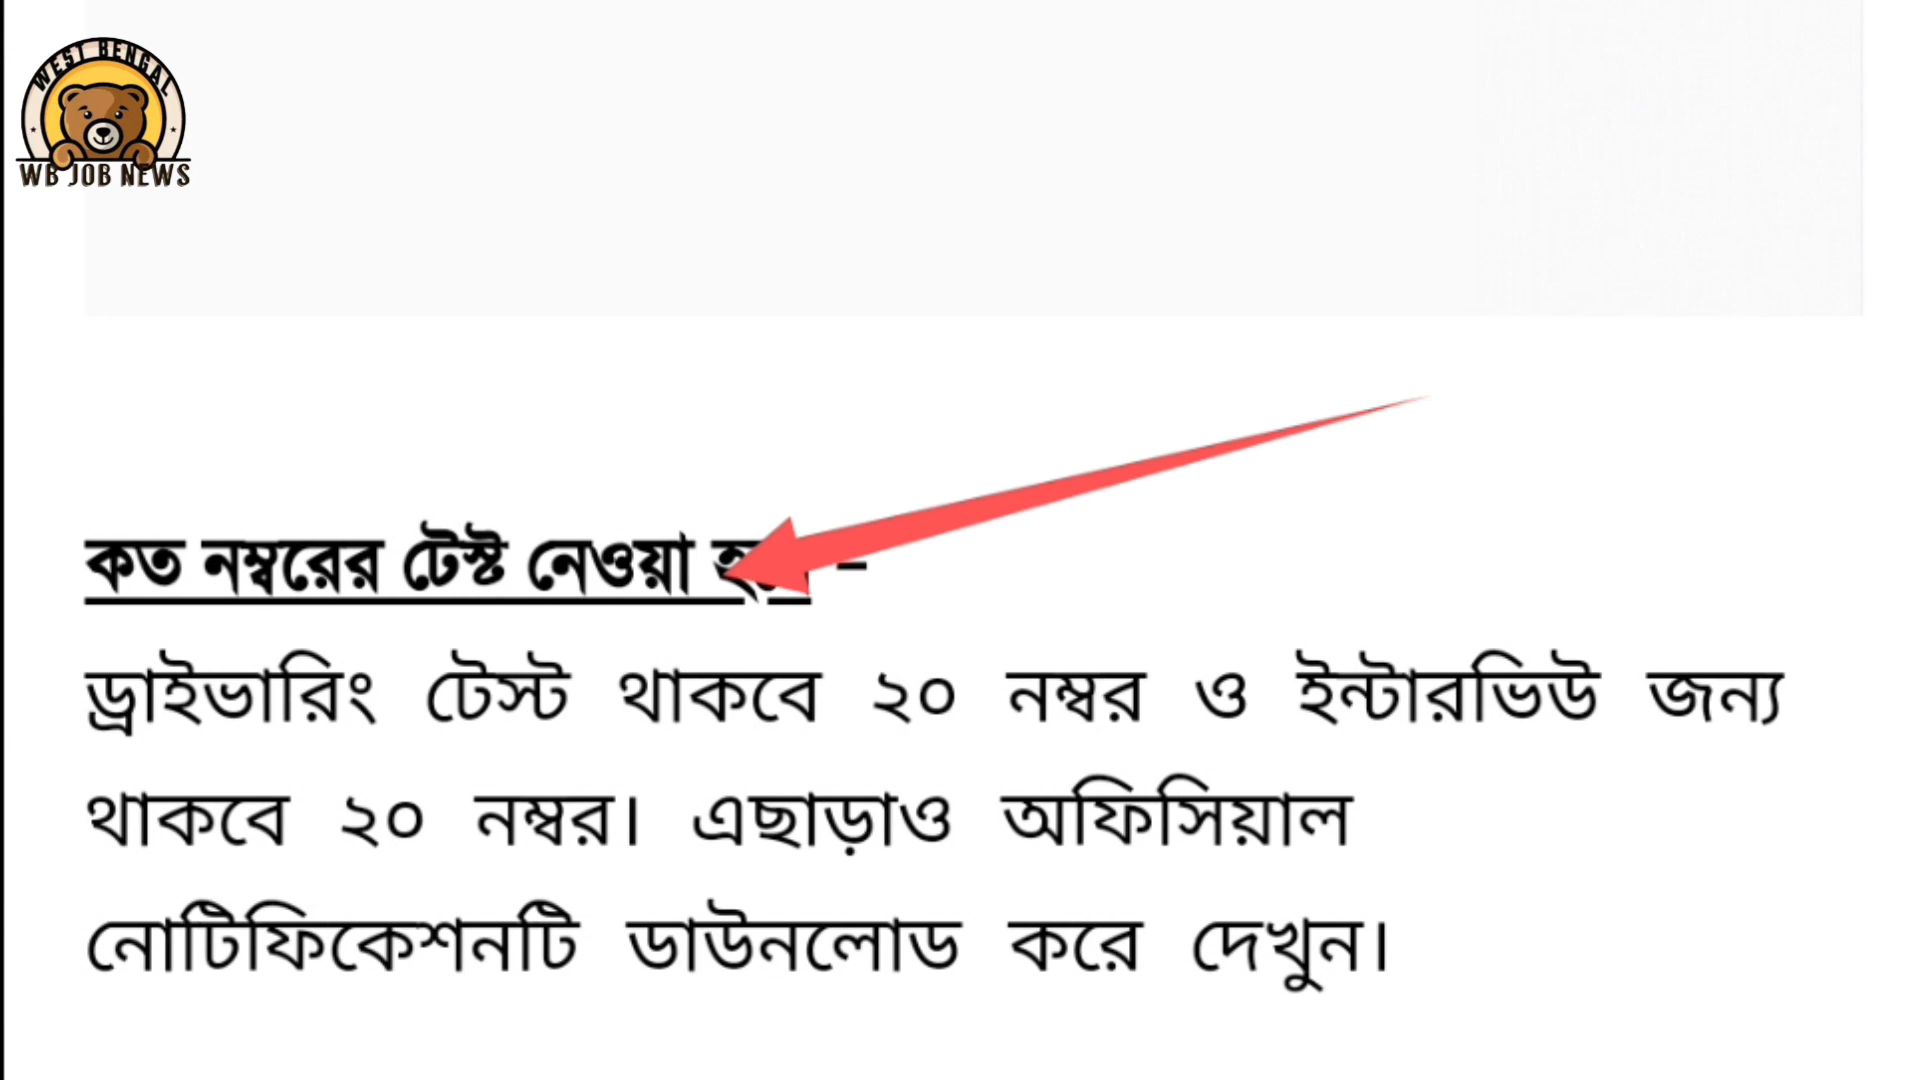 WEST BENGAL
WB JOB NEWS
কত নম্বরের টেস্ট নেওয়া –
ড্রাইভারিং টেস্ট থাকবে ২০ নম্বর ও ইন্টারভিউ জন্য
থাকবে ২০ নম্বর। এছাড়াও অফিসিয়াল
নোটিফিকেশনটি ডাউনলোড করে দেখুন।